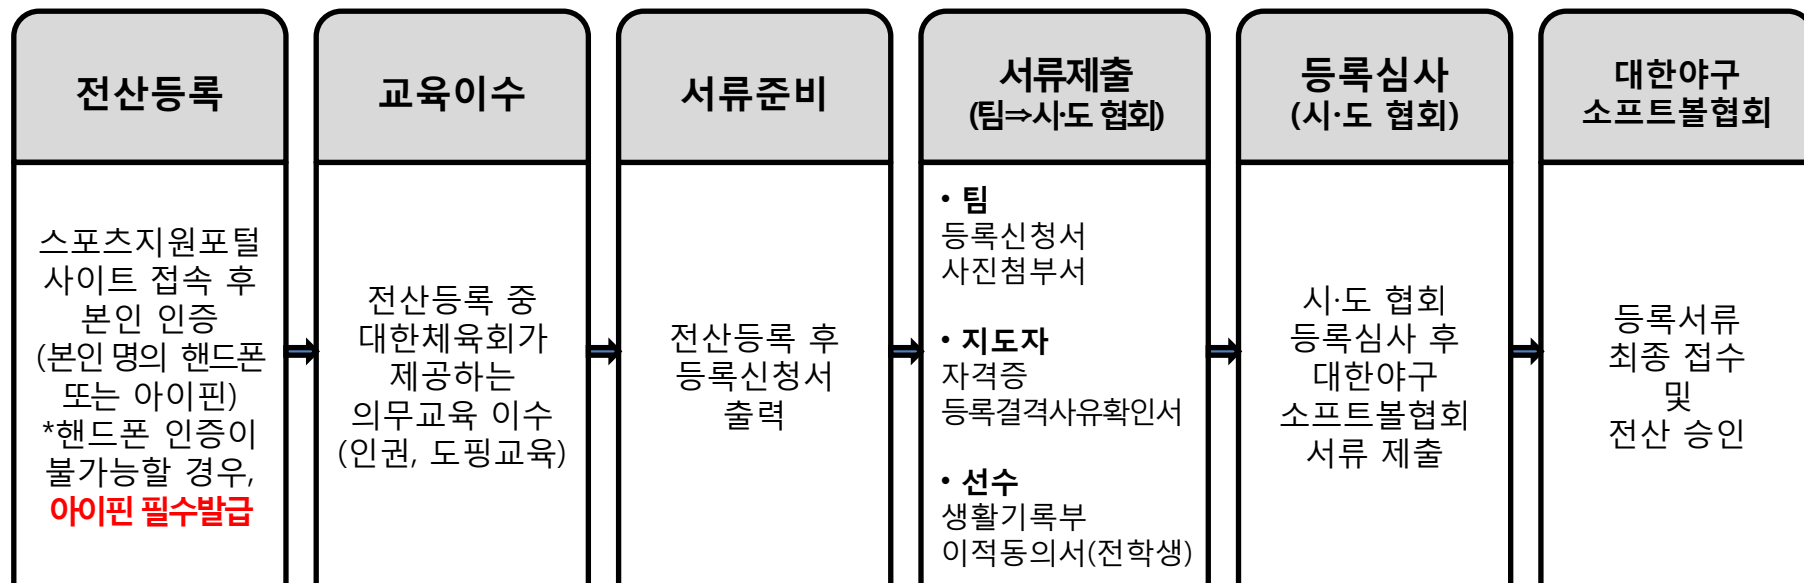 전산등록
스포츠지원포털
사이트 접속 후
본인 인증
(본인 명의 핸드폰
또는 아이핀)
*핸드폰 인증이
불가능할 경우,
아이핀 필수발급
교육이수
전산등록 중
대한체육회가
제공하는
의무교육 이수
(인권, 도핑교육)
서류준비
전산등록 후
등록신청서
출력
서류제출
(팀⇒시·도 협회)
• 팀
등록신청서
사진첨부서
• 지도자
자격증
등록결격사유확인서
• 선수
생활기록부
이적동의서(전학생)
등록심사
(시·도 협회)
시·도 협회
등록심사 후
대한야구
소프트볼협회
서류 제출
대한야구
소프트볼협회
등록서류
최종 접수
및
전산 승인